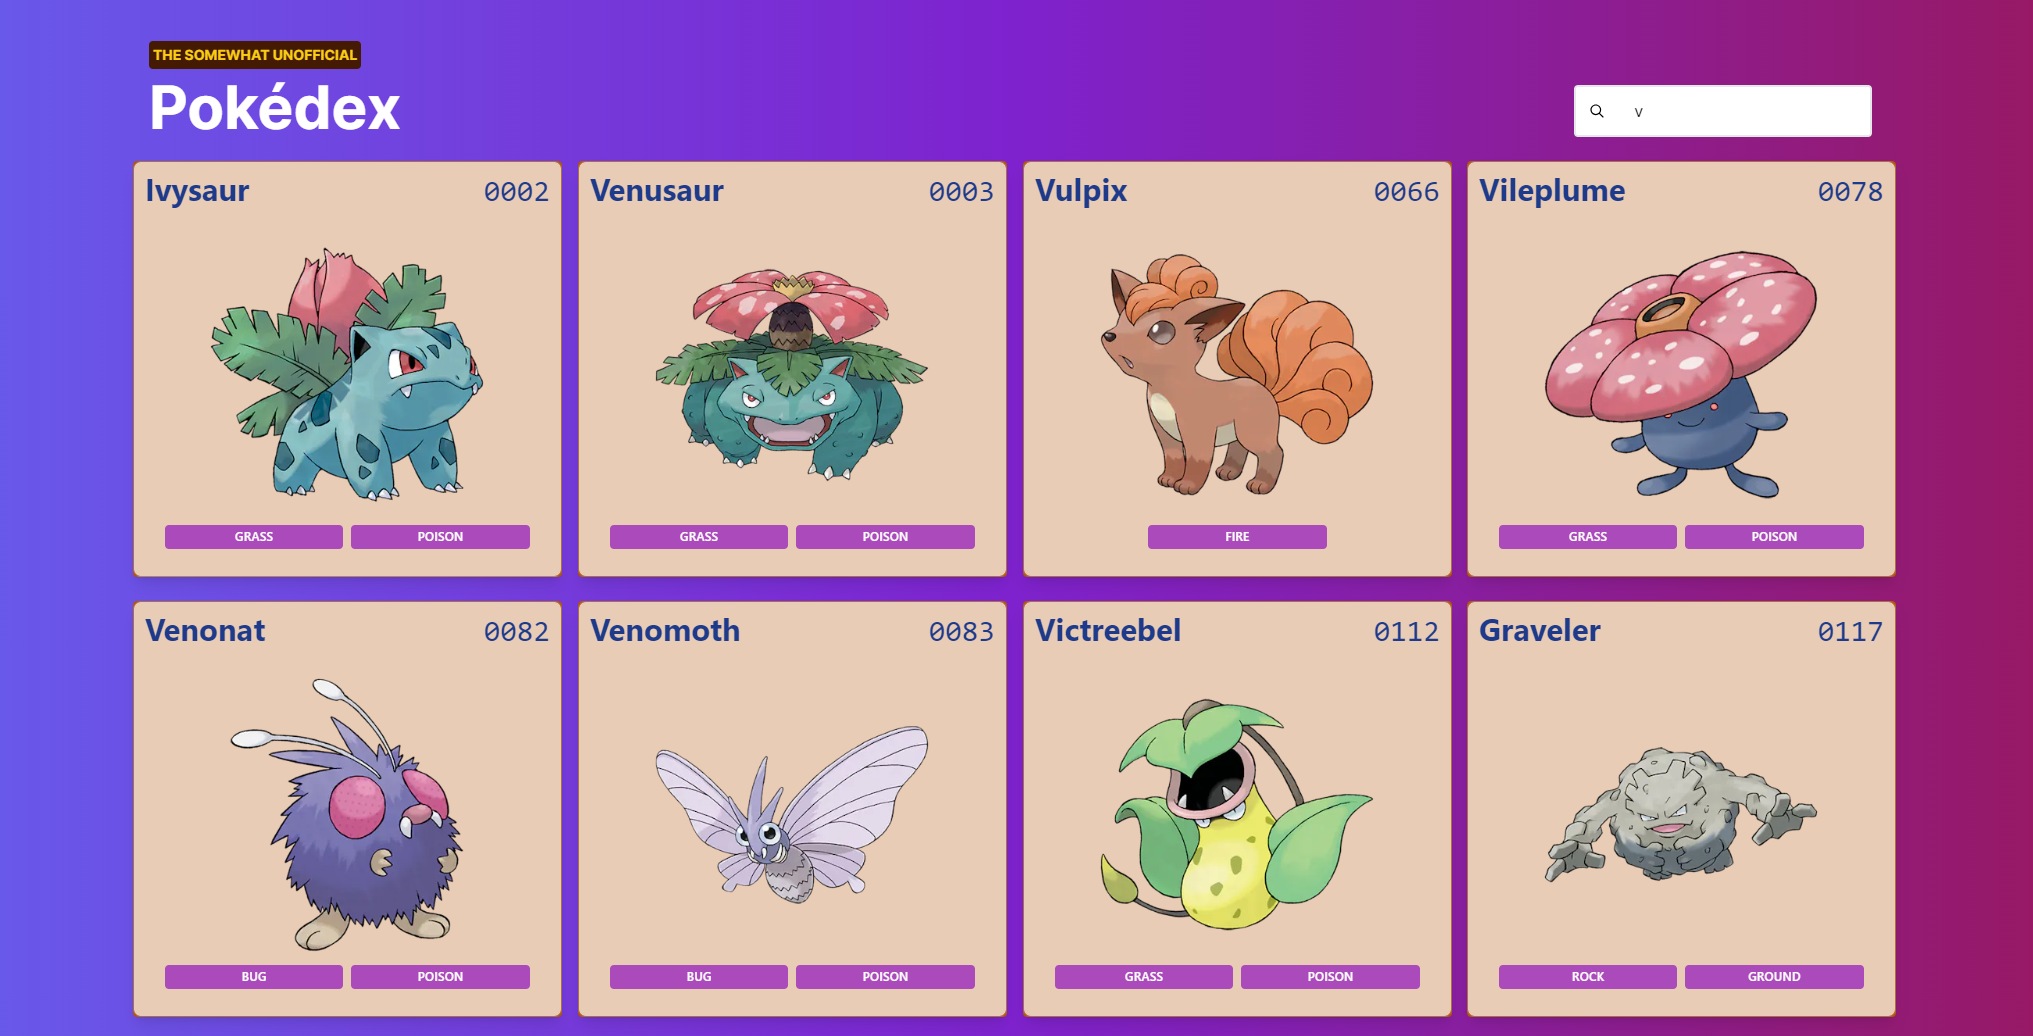 THE SOMEWHAT UNOFFICIAL
Pokédex
v
Ivysaur 0002
GRASS POISON
Venusaur 0003
GRASS POISON
Vulpix 0066
FIRE
Vileplume 0078
GRASS POISON
Venonat 0082
BUG POISON
Venomoth 0083
BUG POISON
Victreebel 0112
GRASS POISON
Graveler 0117
ROCK GROUND